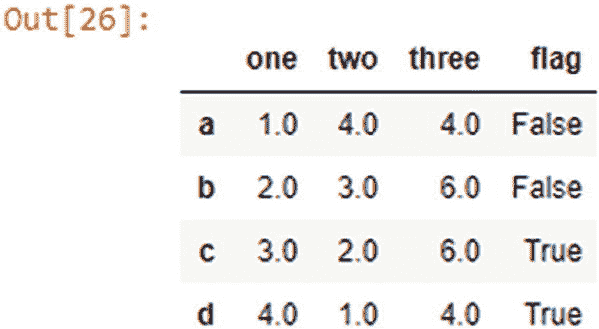 Out[26]:
one two three flag
a 1.0 4.0 4.0 False
b 2.0 3.0 6.0 False
c 3.0 2.0 6.0 True
d 4.0 1.0 4.0 True